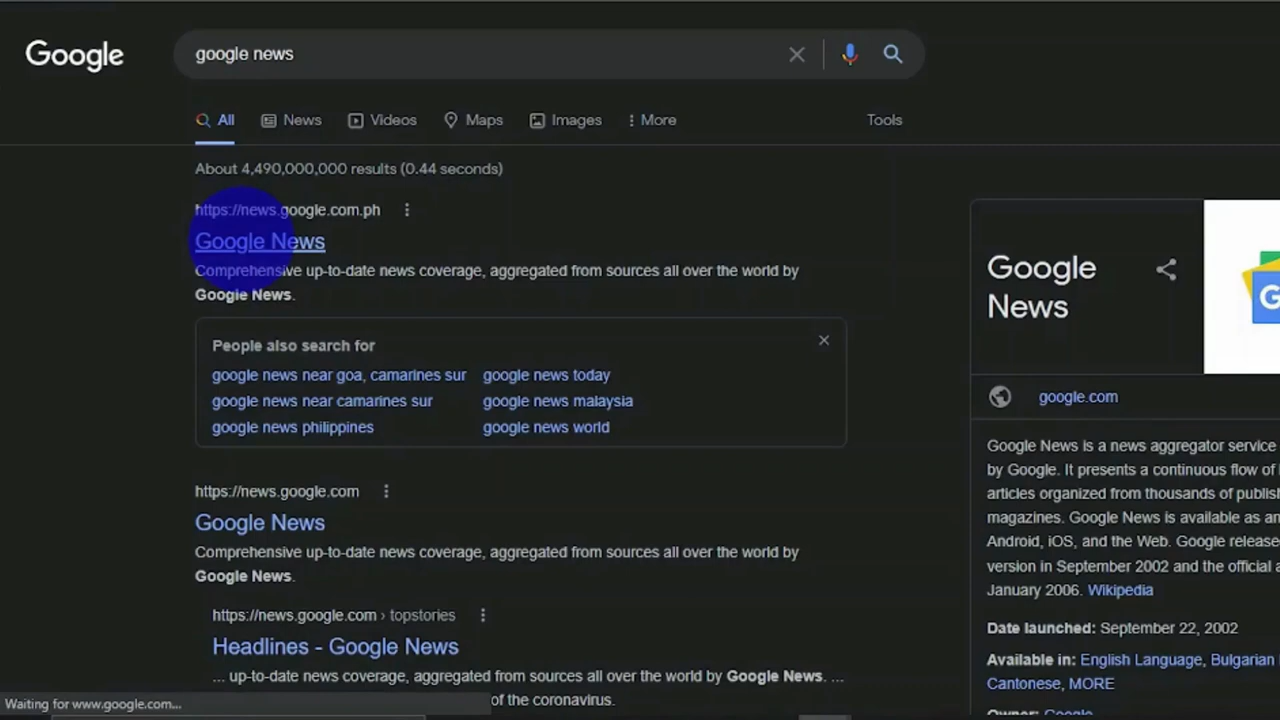 Google
google news
All
News
Videos
Maps
Images
More
Tools
About 4,490,000,000 results (0.44 seconds)
https://news.google.com.ph
Google News
Comprehensive up-to-date news coverage, aggregated from sources all over the world by
Google News.
People also search for
google news near goa, camarines sur
google news today
google news near camarines sur
google news malaysia
google news philippines
google news world
https://news.google.com
Google News
Comprehensive up-to-date news coverage, aggregated from sources all over the world by
Google News.
https://news.google.com › topstories
Headlines - Google News
... up-to-date news coverage, aggregated from sources all over the world by Google News. ...
of the coronavirus.
Waiting for www.google.com...
Google
News
G
google.com
Google News is a news aggregator service
by Google. It presents a continuous flow of
articles organized from thousands of publis
magazines. Google News is available as an
Android, iOS, and the Web. Google release
version in September 2002 and the official
January 2006. Wikipedia
Date launched: September 22, 2002
Available in: English Language, Bulgarian
Cantonese, MORE
Owner: Google